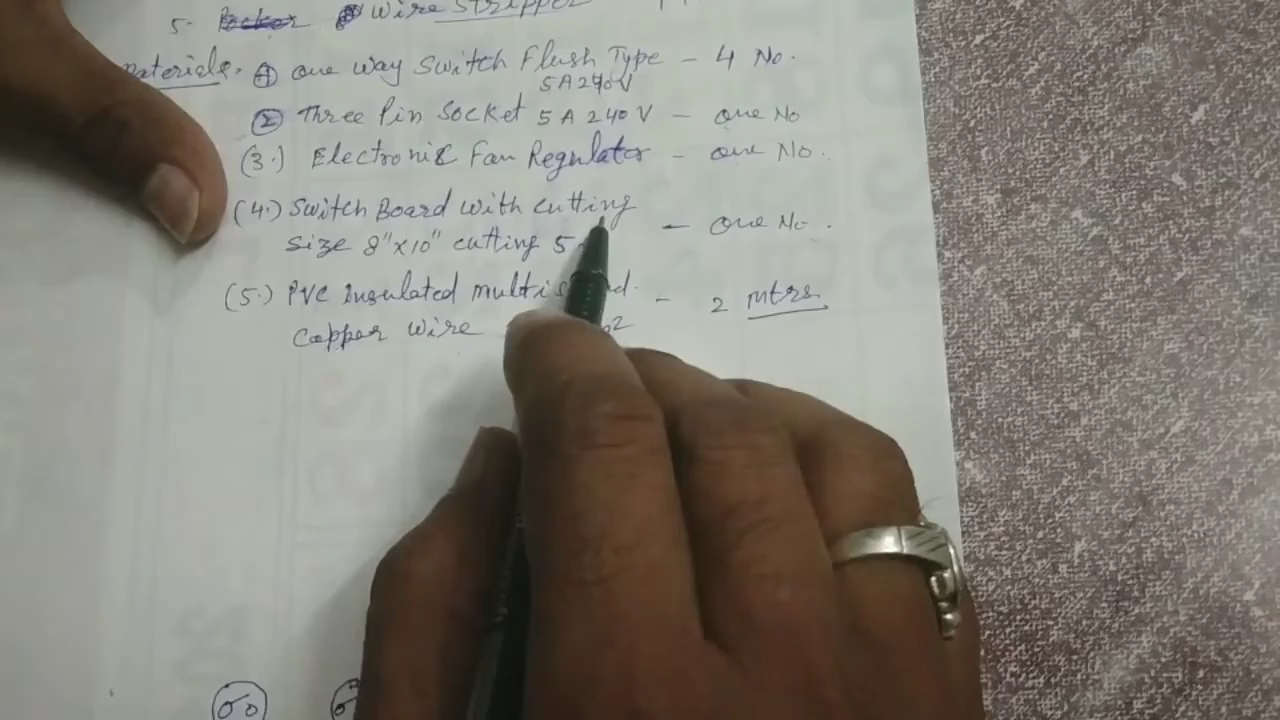 5- Wire Stripper
Materials. ① one way Switch Flush Type - 4 No.
5A 240V
② Three Pin Socket 5 A 240 V - one No
(3.) Electronic Fan Regulator - one No.
(4.) Switch Board with cutting
size 8"x10" cutting 5 - one No.
(5.) PVC Insulated - 2 mtrs.
Copper wire